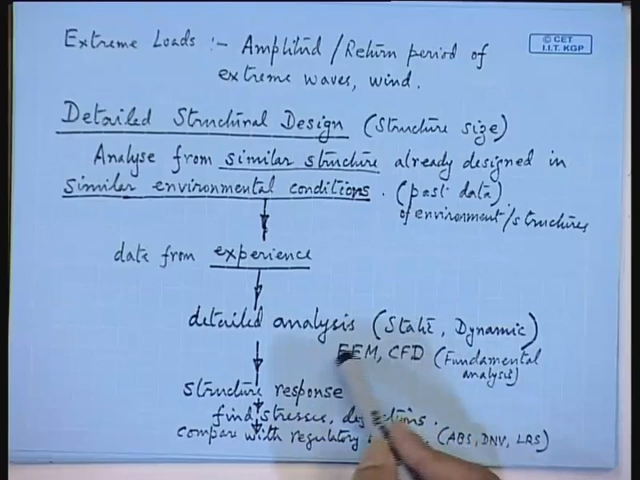 Extreme Loads :- Amplitud / Return period of
extreme waves, wind.
© CET
I.I.T. KGP
Detailed Structural Design (Structure size)
Analyse from similar structure already designed in
similar environmental conditions. (past data)
of environment/structures
data from experience
detailed analysis (Static, Dynamic)
FEM, CFD (Fundamental
analysis)
structure response
find stresses,
compare with regulatory (ABS, DNV, LRS)